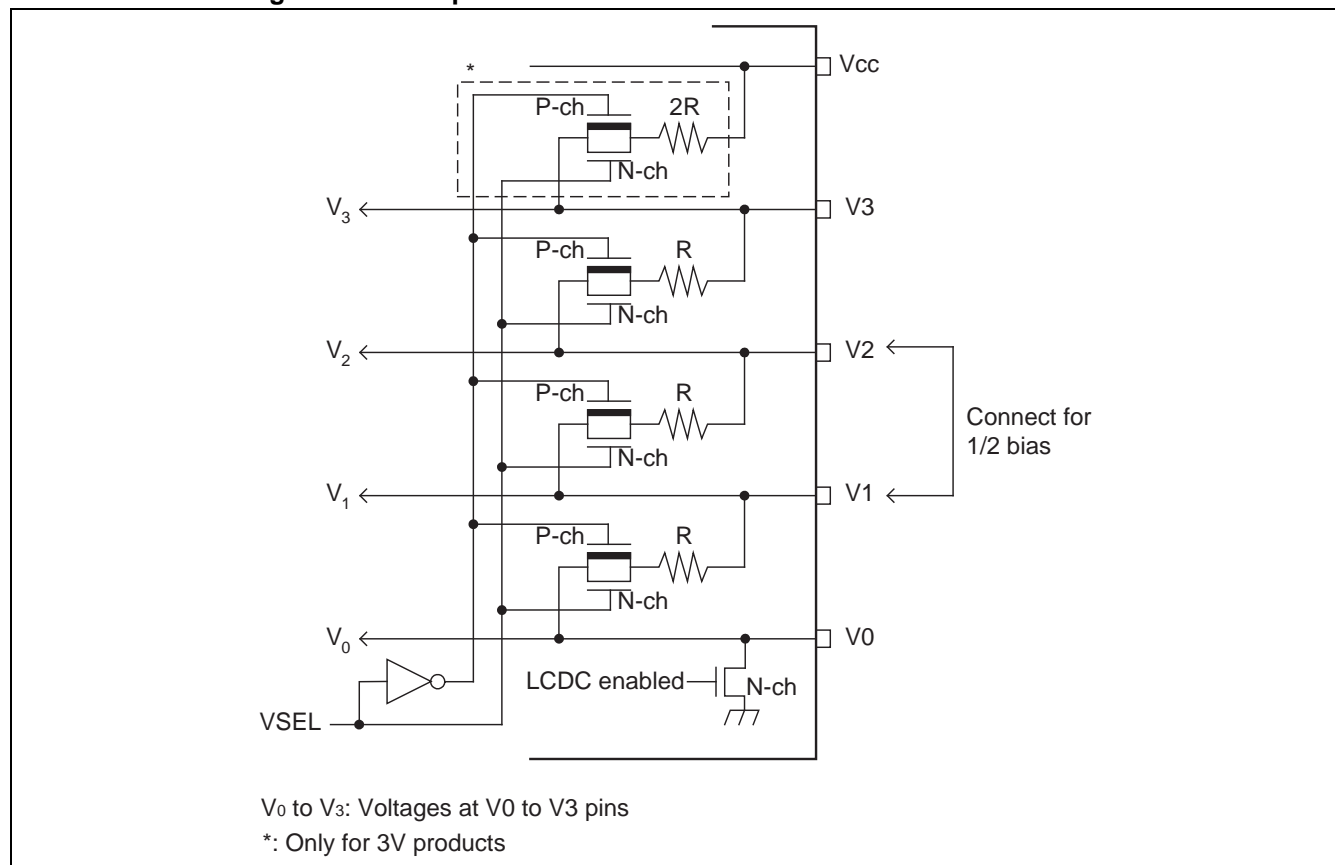 Vcc
*
P-ch
2R
N-ch
V3
V3
P-ch
R
N-ch
V2
V2
P-ch
R
N-ch
Connect for
1/2 bias
V1
V1
P-ch
R
N-ch
V0
V0
LCDC enabled
N-ch
VSEL
V0 to V3: Voltages at V0 to V3 pins
*: Only for 3V products